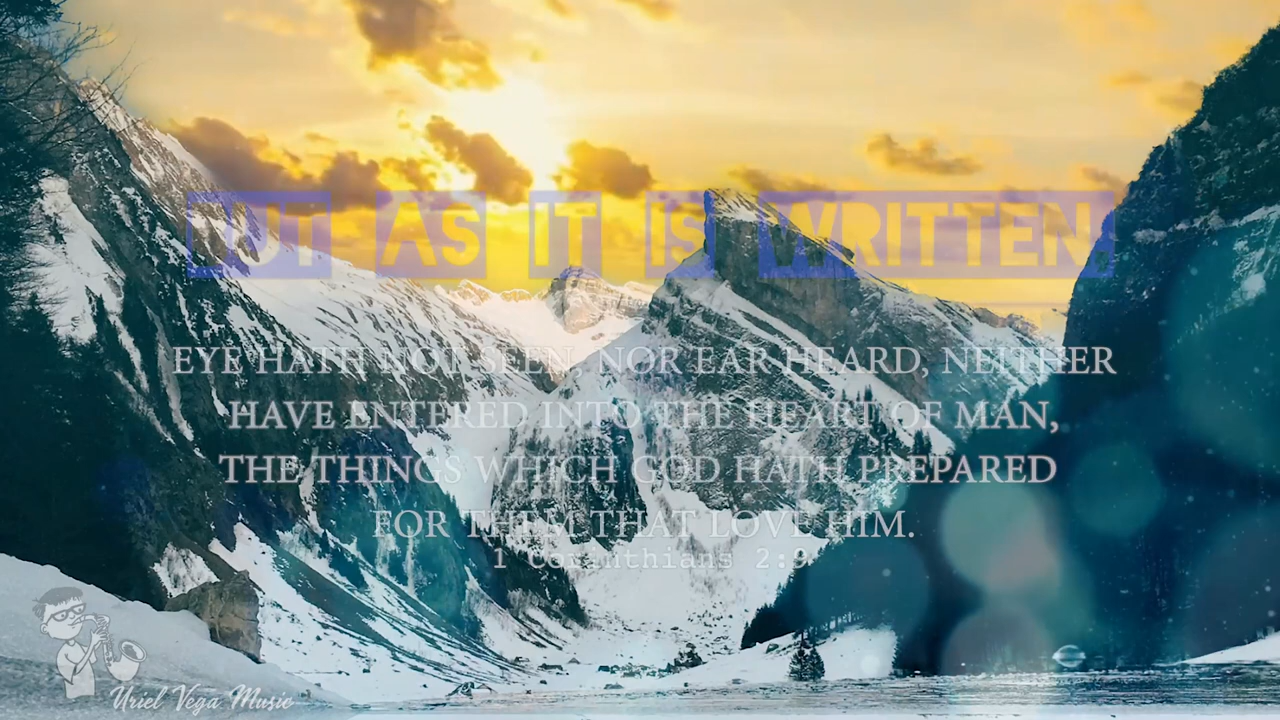 BUT AS IT IS WRITTEN,
EYE HATH NOT SEEN, NOR EAR HEARD, NEITHER
HAVE ENTERED INTO THE HEART OF MAN,
THE THINGS WHICH GOD HATH PREPARED
FOR THEM THAT LOVE HIM.
1 Corinthians 2:9
Uriel Vega Music